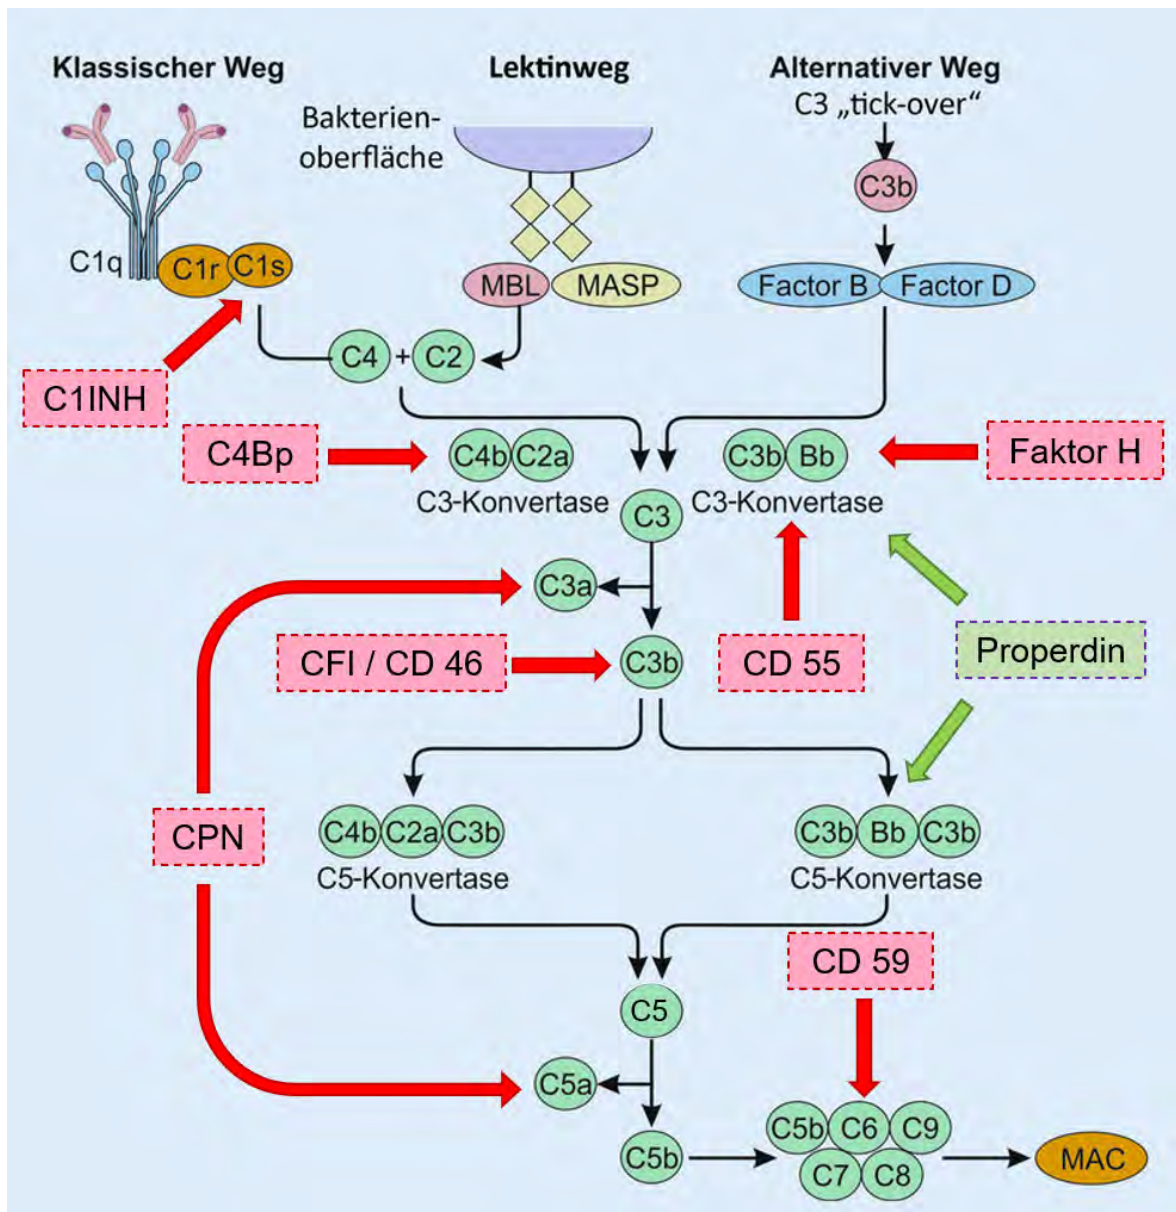 Klassischer Weg
Lektinweg
Alternativer Weg
C3 „tick-over“
Bakterien-
oberfläche
C3b
C1q
C1r
C1s
MBL
MASP
Factor B
Factor D
C4
+
C2
C1INH
C4Bp
C4b
C2a
C3-Konvertase
C3b
Bb
C3-Konvertase
Faktor H
C3
C3a
CFI / CD 46
C3b
CD 55
Properdin
CPN
C4b
C2a
C3b
C5-Konvertase
C3b
Bb
C3b
C5-Konvertase
CD 59
C5
C5a
C5b
C5b
C6
C9
C7
C8
MAC